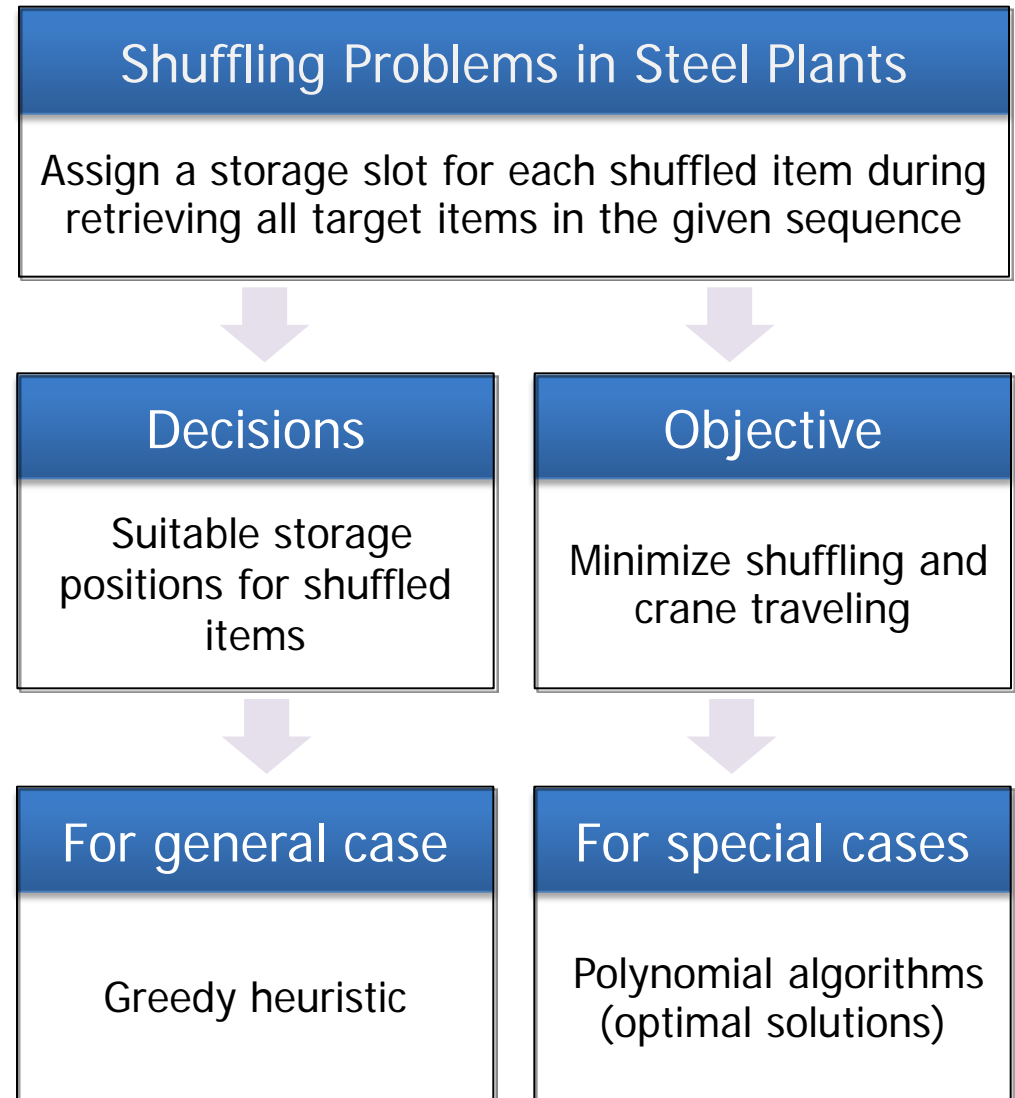 Shuffling Problems in Steel Plants
Assign a storage slot for each shuffled item during
retrieving all target items in the given sequence
Decisions
Suitable storage
positions for shuffled
items
Objective
Minimize shuffling and
crane traveling
For general case
Greedy heuristic
For special cases
Polynomial algorithms
(optimal solutions)